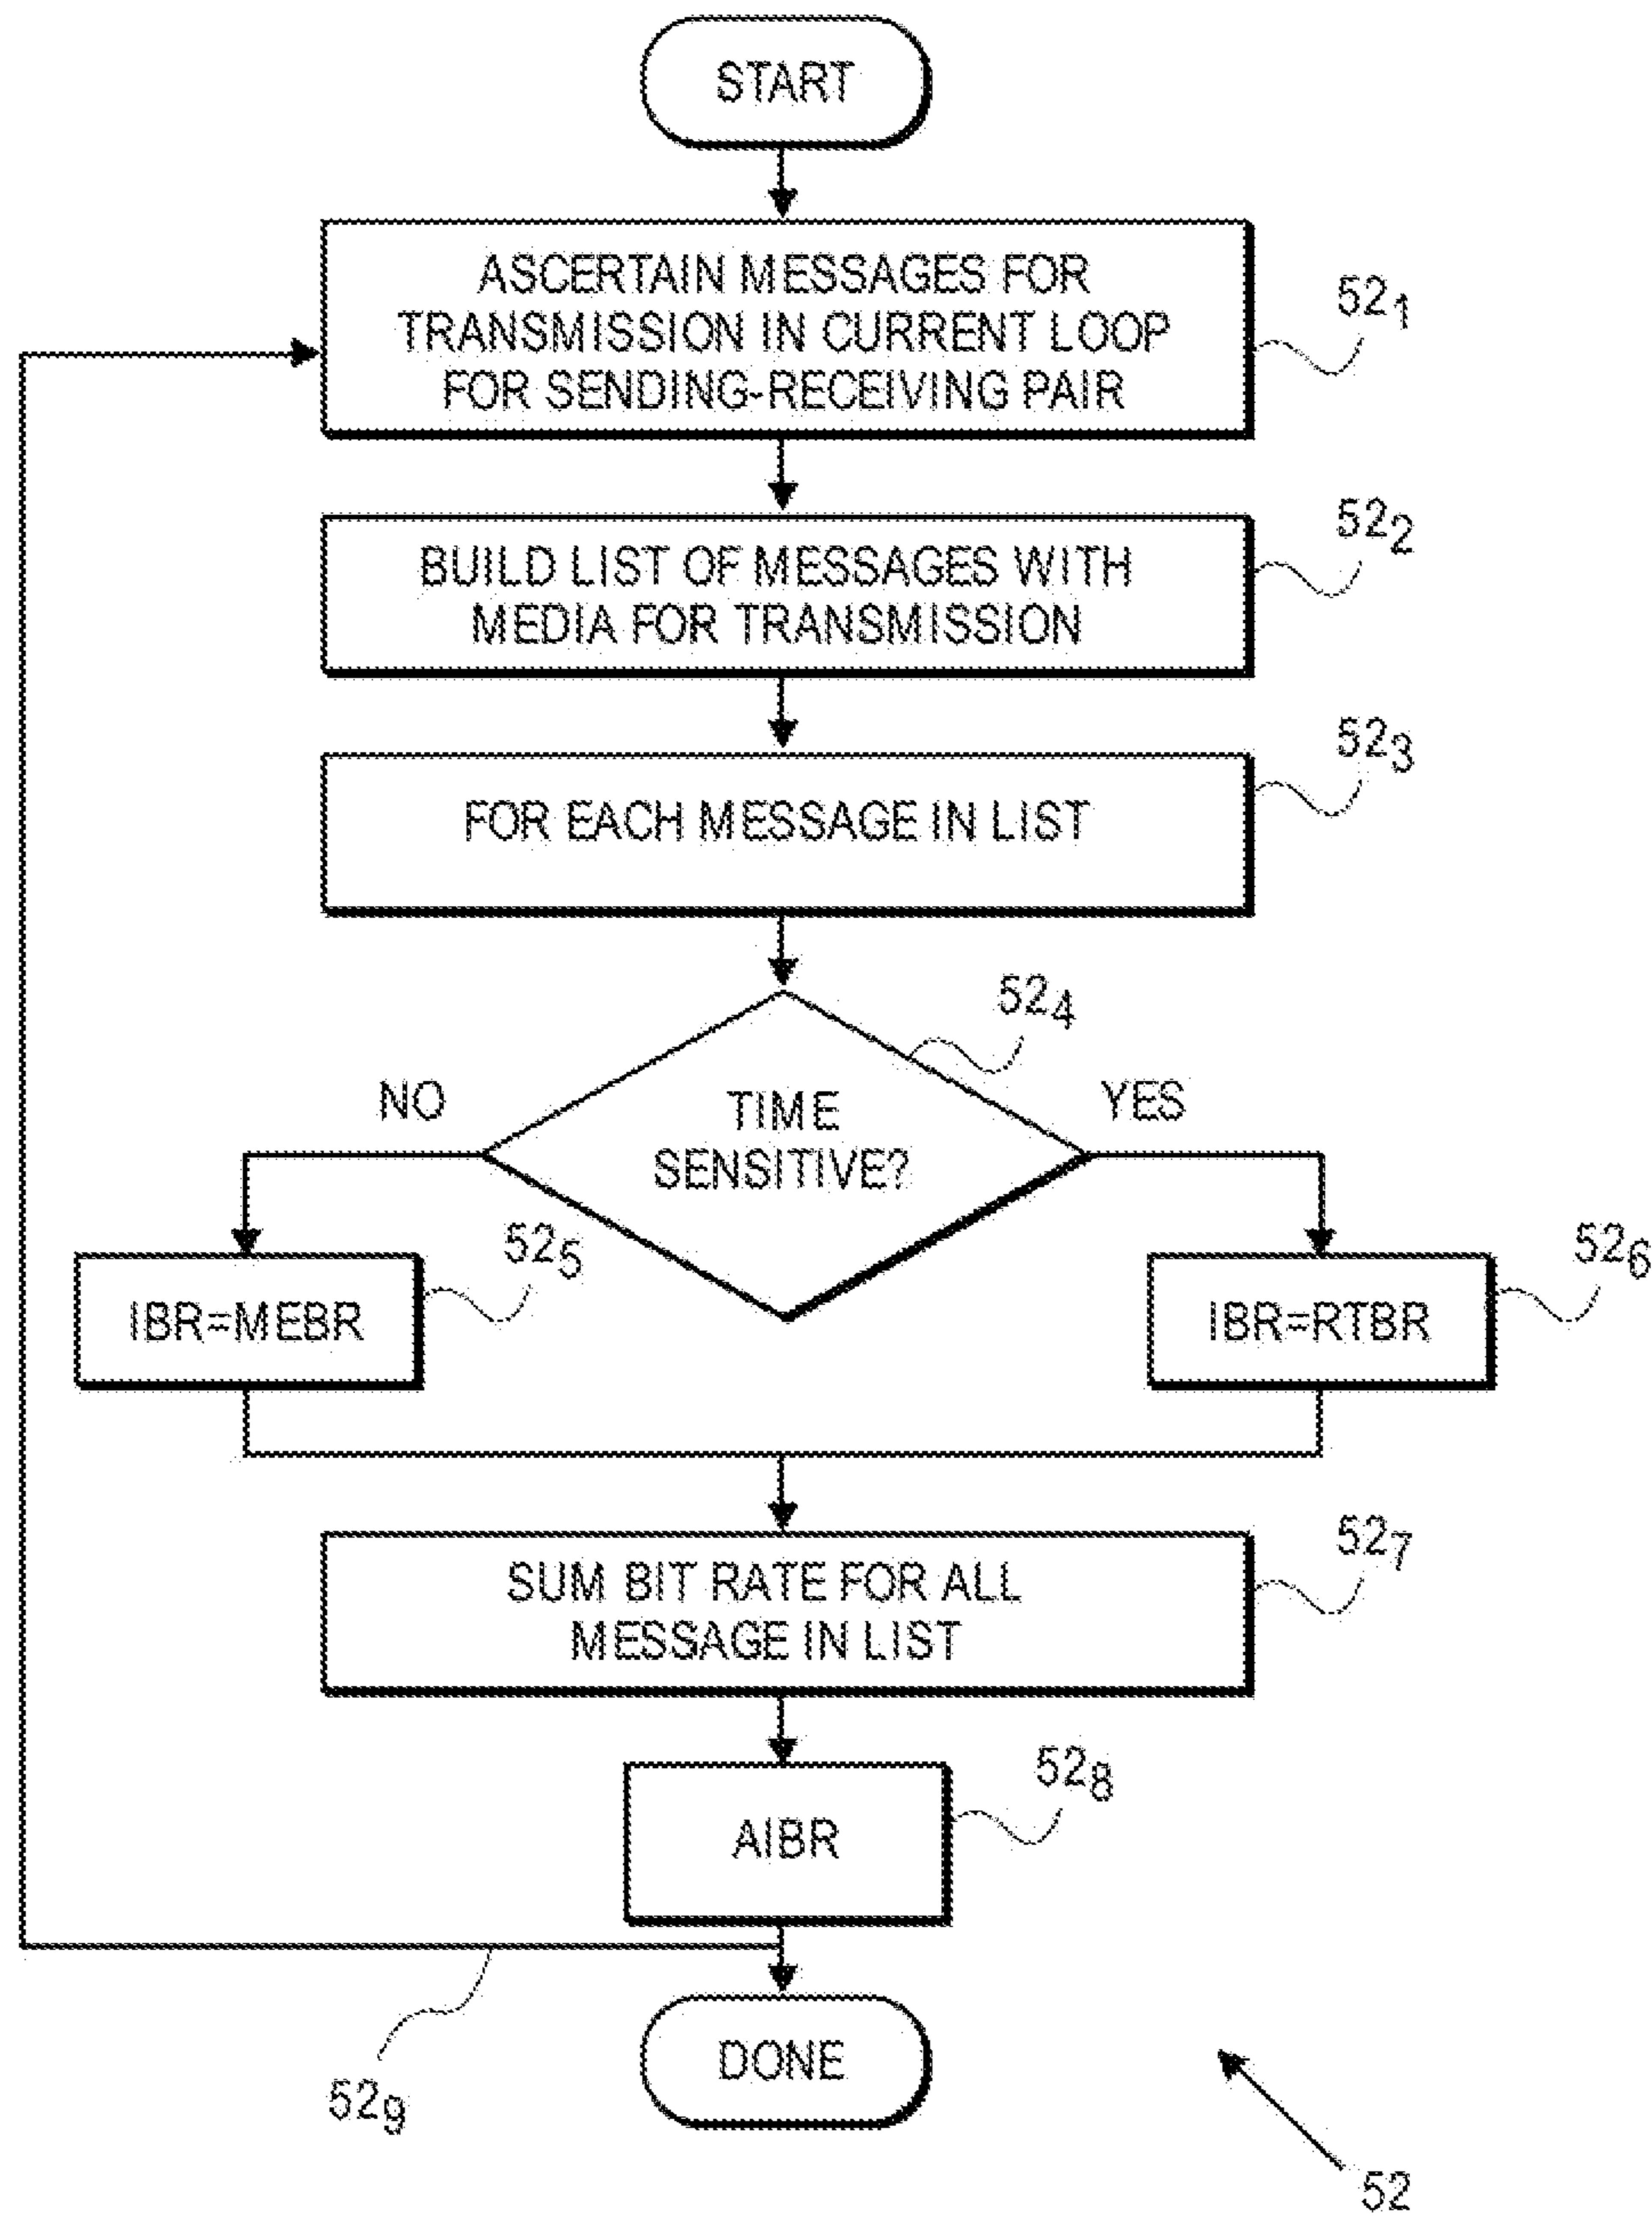 START
ASCERTAIN MESSAGES FOR
TRANSMISSION IN CURRENT LOOP
FOR SENDING-RECEIVING PAIR
52₁
BUILD LIST OF MESSAGES WITH
MEDIA FOR TRANSMISSION
52₂
FOR EACH MESSAGE IN LIST
52₃
52₄
NO
TIME
SENSITIVE?
YES
IBR=MEBR
52₅
IBR=RTBR
52₆
SUM BIT RATE FOR ALL
MESSAGE IN LIST
52₇
AIBR
52₈
DONE
52₉
52